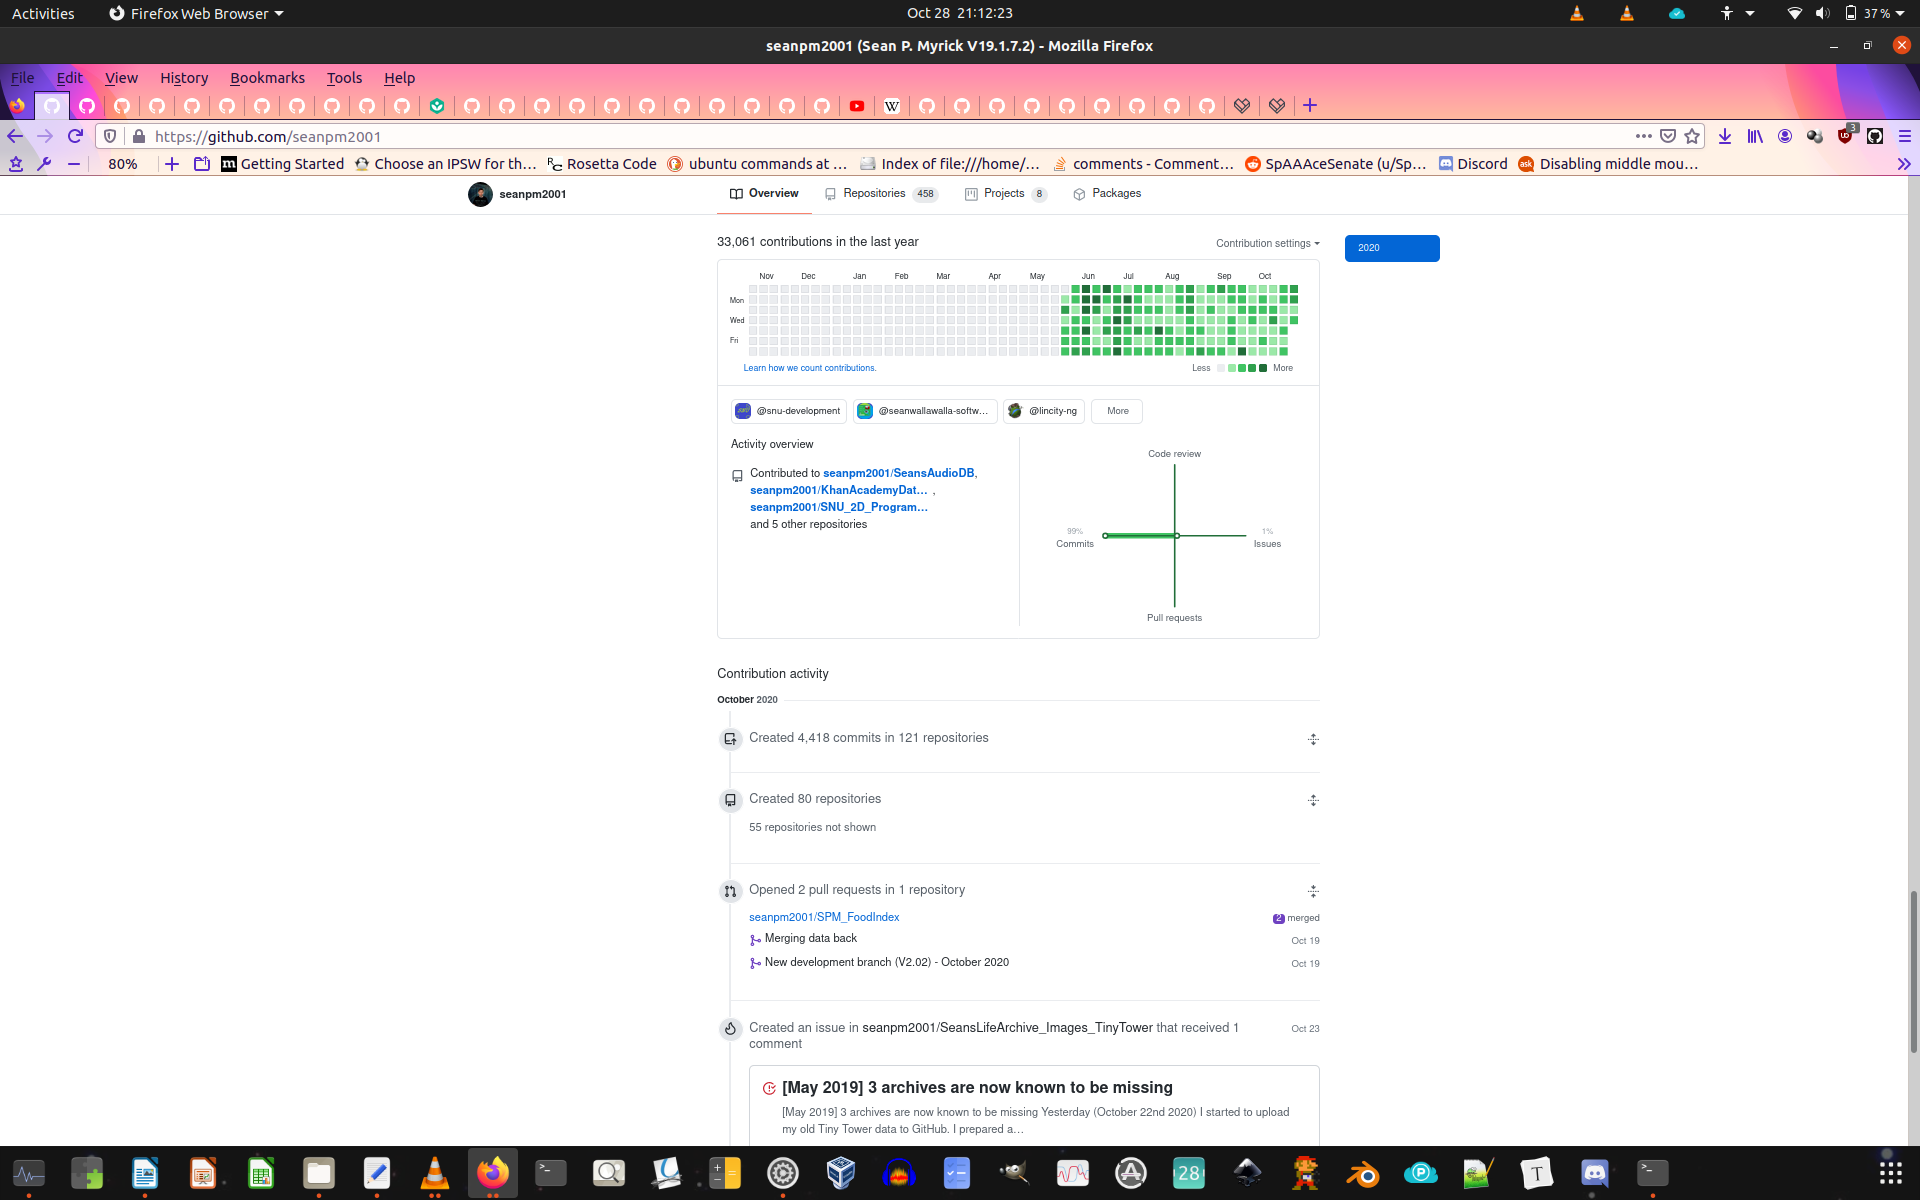 Activities
Firefox Web Browser
Oct 28 21:12:23
37 %
seanpm2001 (Sean P. Myrick V19.1.7.2) - Mozilla Firefox
File Edit View History Bookmarks Tools Help
W
https://github.com/seanpm2001
3
80%
Getting Started
Choose an IPSW for th…
Rosetta Code
ubuntu commands at …
Index of file:///home/…
comments - Comment…
SpAAAceSenate (u/Sp…
Discord
Disabling middle mou…
seanpm2001
Overview
Repositories 458
Projects 8
Packages
33,061 contributions in the last year
Contribution settings
2020
Nov Dec Jan Feb Mar Apr May Jun Jul Aug Sep Oct
Mon
Wed
Fri
Learn how we count contributions.
Less More
@snu-development
@seanwallawalla-softw…
@lincity-ng
More
Activity overview
Contributed to seanpm2001/SeansAudioDB,
seanpm2001/KhanAcademyDat… ,
seanpm2001/SNU_2D_Program…
and 5 other repositories
Code review
99%
Commits
1%
Issues
Pull requests
Contribution activity
October 2020
Created 4,418 commits in 121 repositories
Created 80 repositories
55 repositories not shown
Opened 2 pull requests in 1 repository
seanpm2001/SPM_FoodIndex
2 merged
Merging data back
Oct 19
New development branch (V2.02) - October 2020
Oct 19
Created an issue in seanpm2001/SeansLifeArchive_Images_TinyTower that received 1
comment
Oct 23
[May 2019] 3 archives are now known to be missing
[May 2019] 3 archives are now known to be missing Yesterday (October 22nd 2020) I started to upload
my old Tiny Tower data to GitHub. I prepared a…
28
T